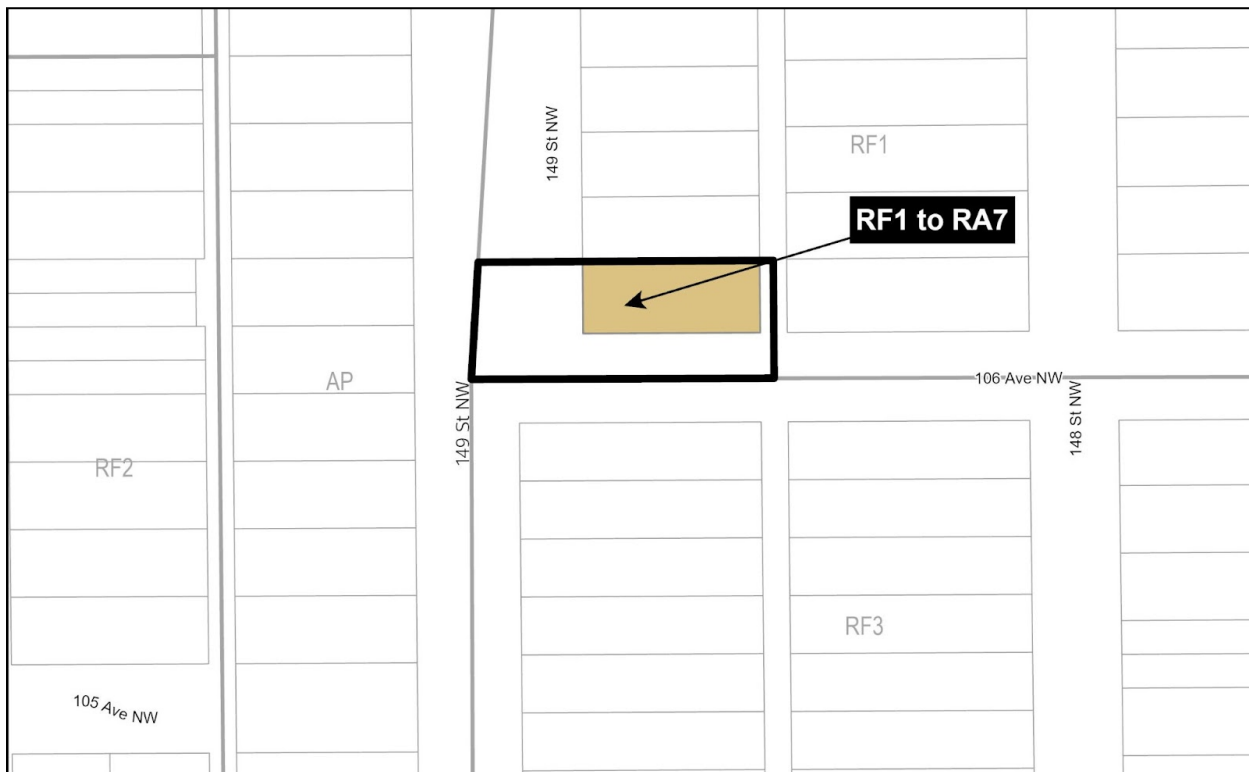 149 St NW
RF1
RF1 to RA7
AP
149 St NW
106 Ave NW
148 St NW
RF2
RF3
105 Ave NW